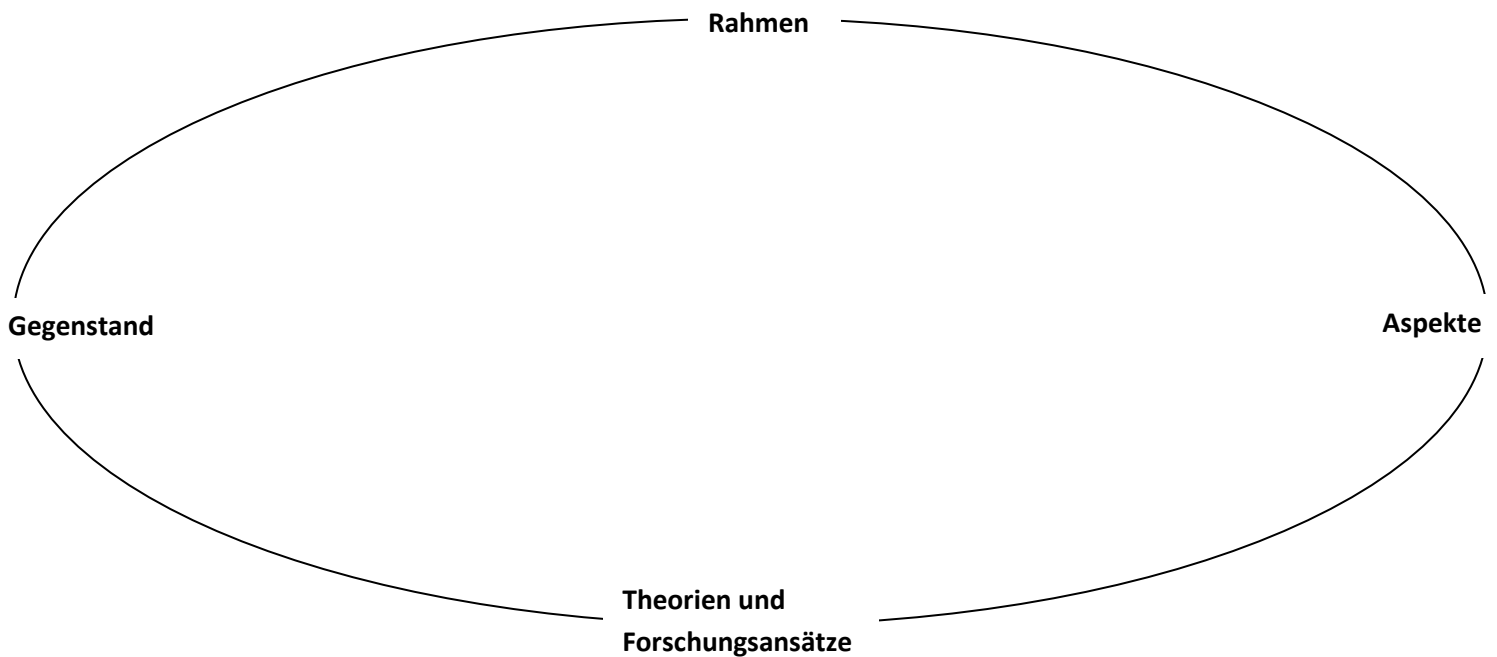 Rahmen
Gegenstand
Aspekte
Theorien und
Forschungsansätze